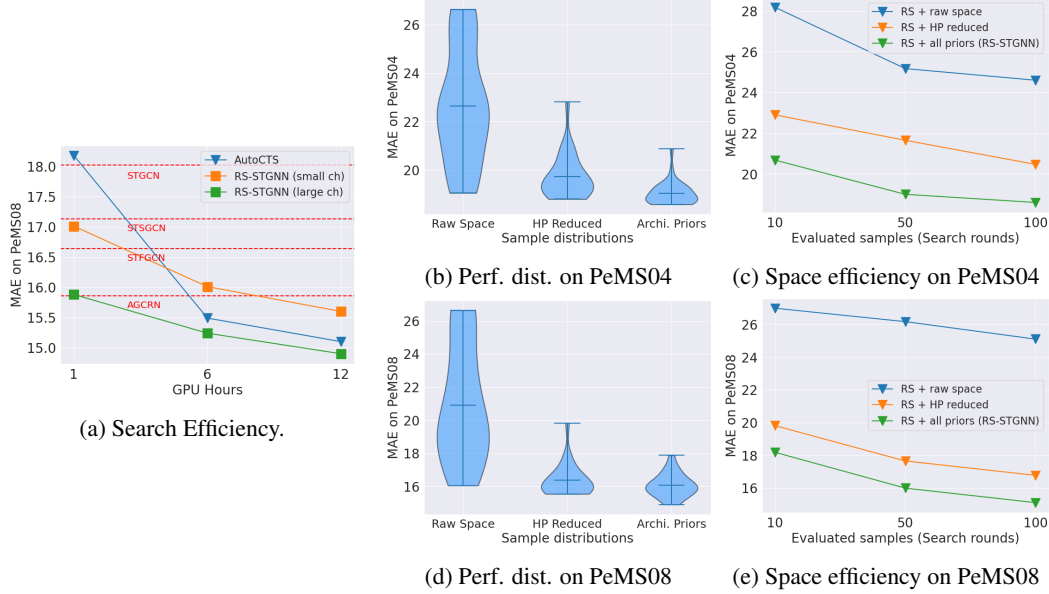 MAE on PeMS08
18.0
17.0
16.5
16.0
15.5
15.0
STGCN
STSGCN
STFGCN
AGCRN
AutoCTS
RS-STGNN (small ch)
RS-STGNN (large ch)
1
6
12
GPU Hours
(a) Search Efficiency.
MAE on PeMS04
26
24
22
20
Raw Space
HP Reduced
Archi. Priors
Sample distributions
(b) Perf. dist. on PeMS04
MAE on PeMS04
28
26
24
22
20
RS + raw space
RS + HP reduced
RS + all priors (RS-STGNN)
10
50
100
Evaluated samples (Search rounds)
(c) Space efficiency on PeMS04
MAE on PeMS08
26
24
22
20
18
16
Raw Space
HP Reduced
Archi. Priors
Sample distributions
(d) Perf. dist. on PeMS08
MAE on PeMS08
26
24
22
20
18
16
RS + raw space
RS + HP reduced
RS + all priors (RS-STGNN)
10
50
100
Evaluated samples (Search rounds)
(e) Space efficiency on PeMS08